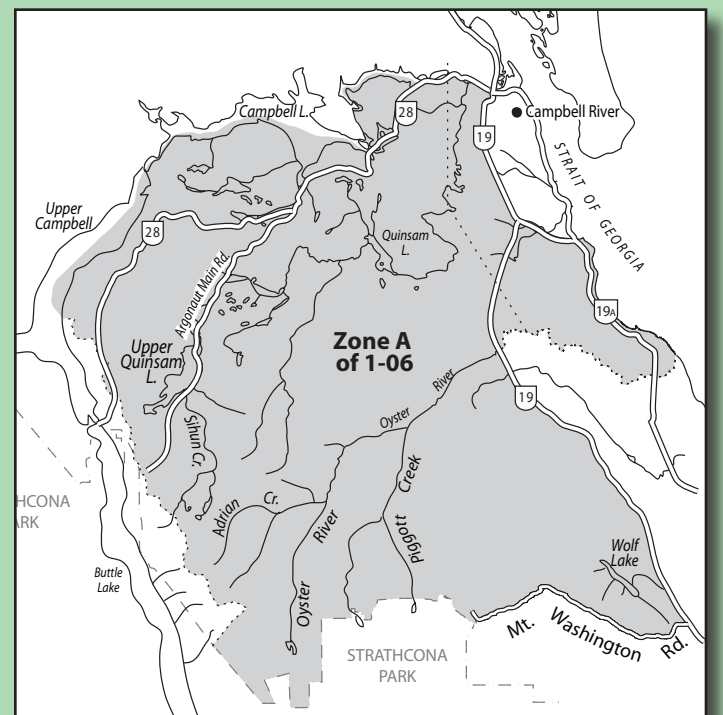 Campbell L.
28
Campbell River
19
STRAIT OF GEORGIA
Upper
Campbell
28
Quinsam
L.
Argonaut Main Rd.
19A
Zone A
of 1-06
Upper
Quinsam
L.
River
Oyster
19
Sihun Cr.
Creek
Adrian Cr.
River
Piggott
HCONA
ARK
Wolf
Lake
Buttle
Lake
Oyster
Mt. Washington Rd.
STRATHCONA
PARK